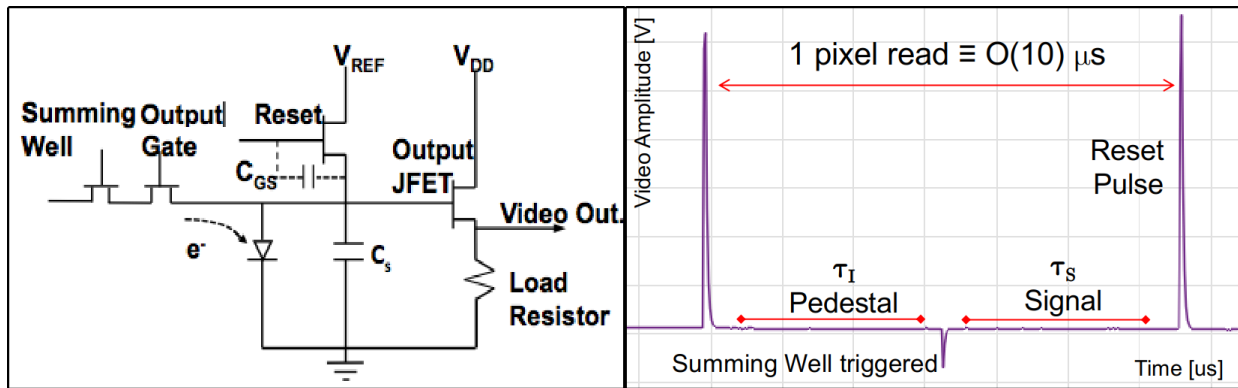 V_REF
V_DD
Summing Well
Output Gate
Reset
C_GS
Output JFET
Video Out.
e-
C_s
Load Resistor
Video Amplitude [V]
1 pixel read ≡ O(10) μs
Reset Pulse
τ_I
Pedestal
τ_S
Signal
Summing Well triggered
Time [us]